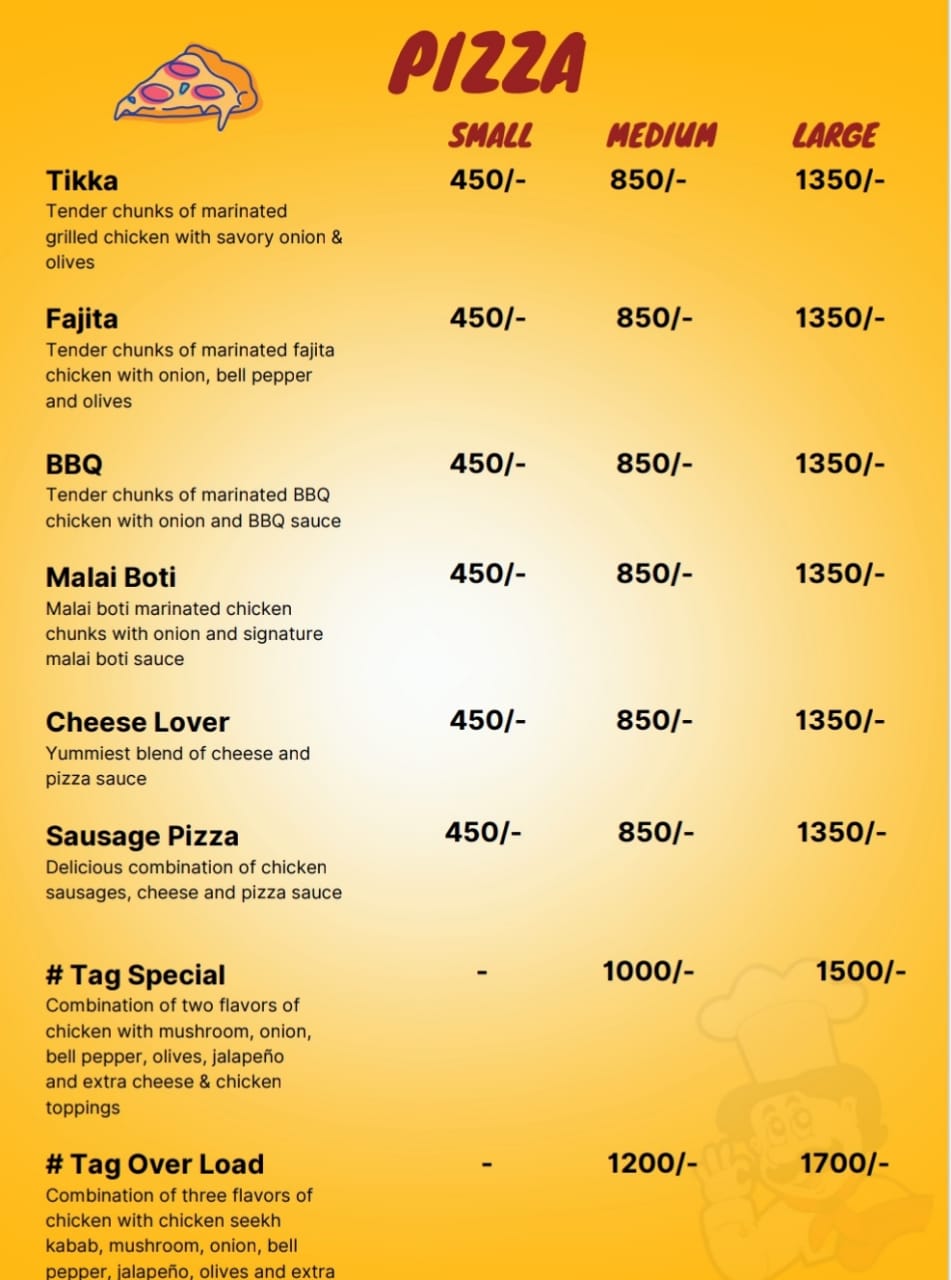 PIZZA
SMALL MEDIUM LARGE
Tikka 450/- 850/- 1350/-
Tender chunks of marinated
grilled chicken with savory onion &
olives
Fajita 450/- 850/- 1350/-
Tender chunks of marinated fajita
chicken with onion, bell pepper
and olives
BBQ 450/- 850/- 1350/-
Tender chunks of marinated BBQ
chicken with onion and BBQ sauce
Malai Boti 450/- 850/- 1350/-
Malai boti marinated chicken
chunks with onion and signature
malai boti sauce
Cheese Lover 450/- 850/- 1350/-
Yummiest blend of cheese and
pizza sauce
Sausage Pizza 450/- 850/- 1350/-
Delicious combination of chicken
sausages, cheese and pizza sauce
# Tag Special - 1000/- 1500/-
Combination of two flavors of
chicken with mushroom, onion,
bell pepper, olives, jalapeño
and extra cheese & chicken
toppings
# Tag Over Load - 1200/- 1700/-
Combination of three flavors of
chicken with chicken seekh
kabab, mushroom, onion, bell
pepper, jalapeño, olives and extra